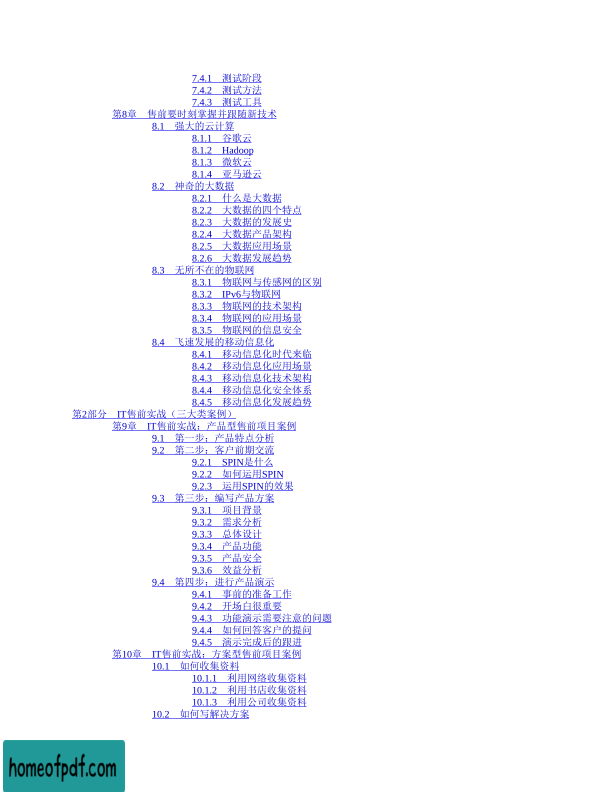 7.4.1 测试阶段
7.4.2 测试方法
7.4.3 测试工具
第8章 售前要时刻掌握并跟随新技术
8.1 强大的云计算
8.1.1 谷歌云
8.1.2 Hadoop
8.1.3 微软云
8.1.4 亚马逊云
8.2 神奇的大数据
8.2.1 什么是大数据
8.2.2 大数据的四个特点
8.2.3 大数据的发展史
8.2.4 大数据产品架构
8.2.5 大数据应用场景
8.2.6 大数据发展趋势
8.3 无所不在的物联网
8.3.1 物联网与传感网的区别
8.3.2 IPv6与物联网
8.3.3 物联网的技术架构
8.3.4 物联网的应用场景
8.3.5 物联网的信息安全
8.4 飞速发展的移动信息化
8.4.1 移动信息化时代来临
8.4.2 移动信息化应用场景
8.4.3 移动信息化技术架构
8.4.4 移动信息化安全体系
8.4.5 移动信息化发展趋势
第2部分 IT售前实战（三大类案例）
第9章 IT售前实战：产品型售前项目案例
9.1 第一步：产品特点分析
9.2 第二步：客户前期交流
9.2.1 SPIN是什么
9.2.2 如何运用SPIN
9.2.3 运用SPIN的效果
9.3 第三步：编写产品方案
9.3.1 项目背景
9.3.2 需求分析
9.3.3 总体设计
9.3.4 产品功能
9.3.5 产品安全
9.3.6 效益分析
9.4 第四步：进行产品演示
9.4.1 事前的准备工作
9.4.2 开场白很重要
9.4.3 功能演示需要注意的问题
9.4.4 如何回答客户的提问
9.4.5 演示完成后的跟进
第10章 IT售前实战：方案型售前项目案例
10.1 如何收集资料
10.1.1 利用网络收集资料
10.1.2 利用书店收集资料
10.1.3 利用公司收集资料
10.2 如何写解决方案
homeofpdf.com